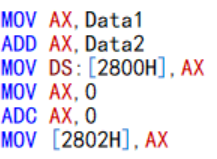 MOV AX,Data1
ADD AX,Data2
MOV DS:[2800H],AX
MOV AX,0
ADC AX,0
MOV [2802H],AX